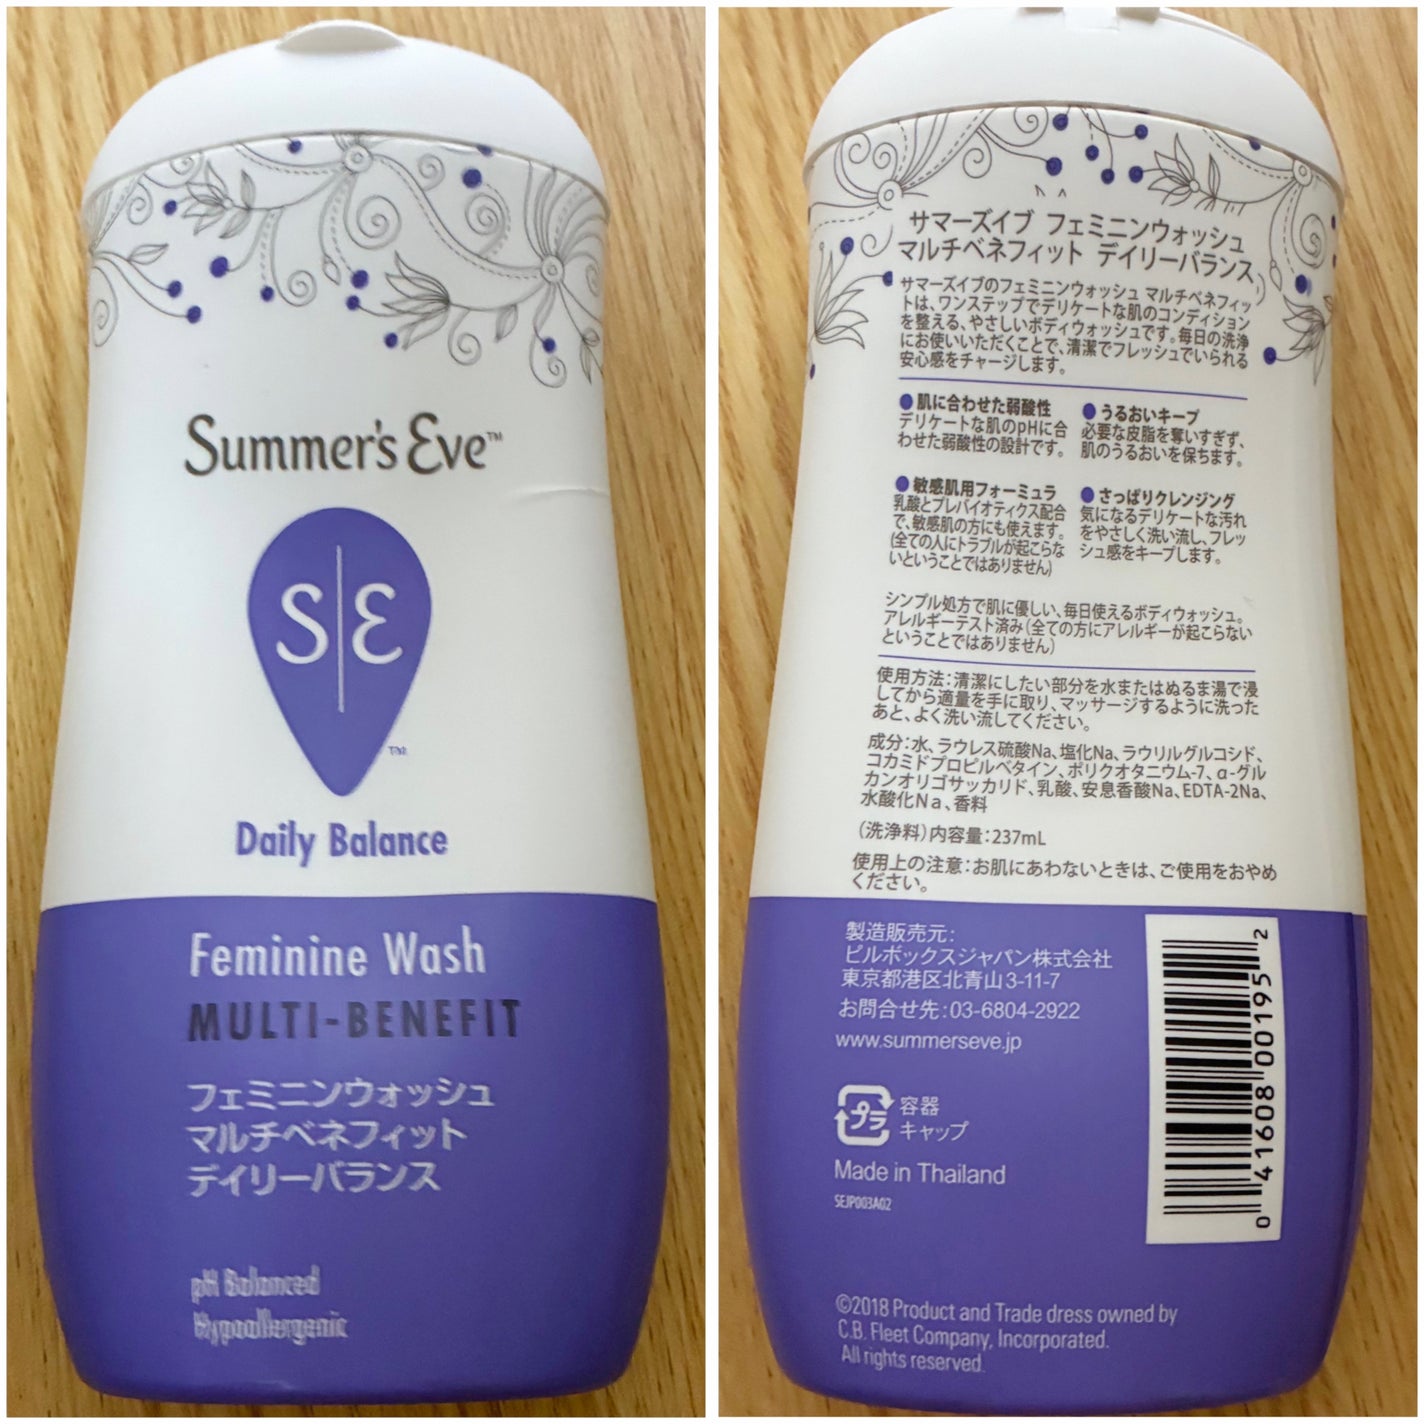 Summer's Eve™
S|E
™
Daily Balance
Feminine Wash
MULTI-BENEFIT
フェミニンウォッシュ
マルチベネフィット
デイリーバランス
pH Balanced
Hypoallergenic
サマーズイブ フェミニンウォッシュ
マルチベネフィット デイリーバランス
サマーズイブのフェミニンウォッシュ マルチベネフィッ
トは、ワンステップでデリケートな肌のコンディション
を整える、やさしいボディウォッシュです。毎日の洗浄
にお使いいただくことで、清潔でフレッシュでいられる
安心感をチャージします。
●肌に合わせた弱酸性
デリケートな肌のpHに合
わせた弱酸性の設計です。
●うるおいキープ
必要な皮脂を奪いすぎず、
肌のうるおいを保ちます。
●敏感肌用フォーミュラ
乳酸とプレバイオティクス配合
で、敏感肌の方にも使えます。
(全ての人にトラブルが起こらな
いということではありません)
●さっぱりクレンジング
気になるデリケートな汚れ
をやさしく洗い流し、フレッ
シュ感をキープします。
シンプル処方で肌に優しい、毎日使えるボディウォッシュ。
アレルギーテスト済み(全ての方にアレルギーが起こらない
ということではありません)
使用方法:清潔にしたい部分を水またはぬるま湯で浸
してから適量を手に取り、マッサージするように洗った
あと、よく洗い流してください。
成分:水、ラウレス硫酸Na、塩化Na、ラウリルグルコシド、
コカミドプロピルベタイン、ポリクオタニウム-7、α-グル
カンオリゴサッカリド、乳酸、安息香酸Na、EDTA-2Na、
水酸化Na、香料
(洗浄料)内容量:237mL
使用上の注意:お肌にあわないときは、ご使用をおやめ
ください。
製造販売元:
ピルボックスジャパン株式会社
東京都港区北青山3-11-7
お問合せ先:03-6804-2922
www.summerseve.jp
プラ
容器
キャップ
Made in Thailand
SEJP003A02
0 41608 00195 2
©2018 Product and Trade dress owned by
C.B. Fleet Company, Incorporated.
All rights reserved.